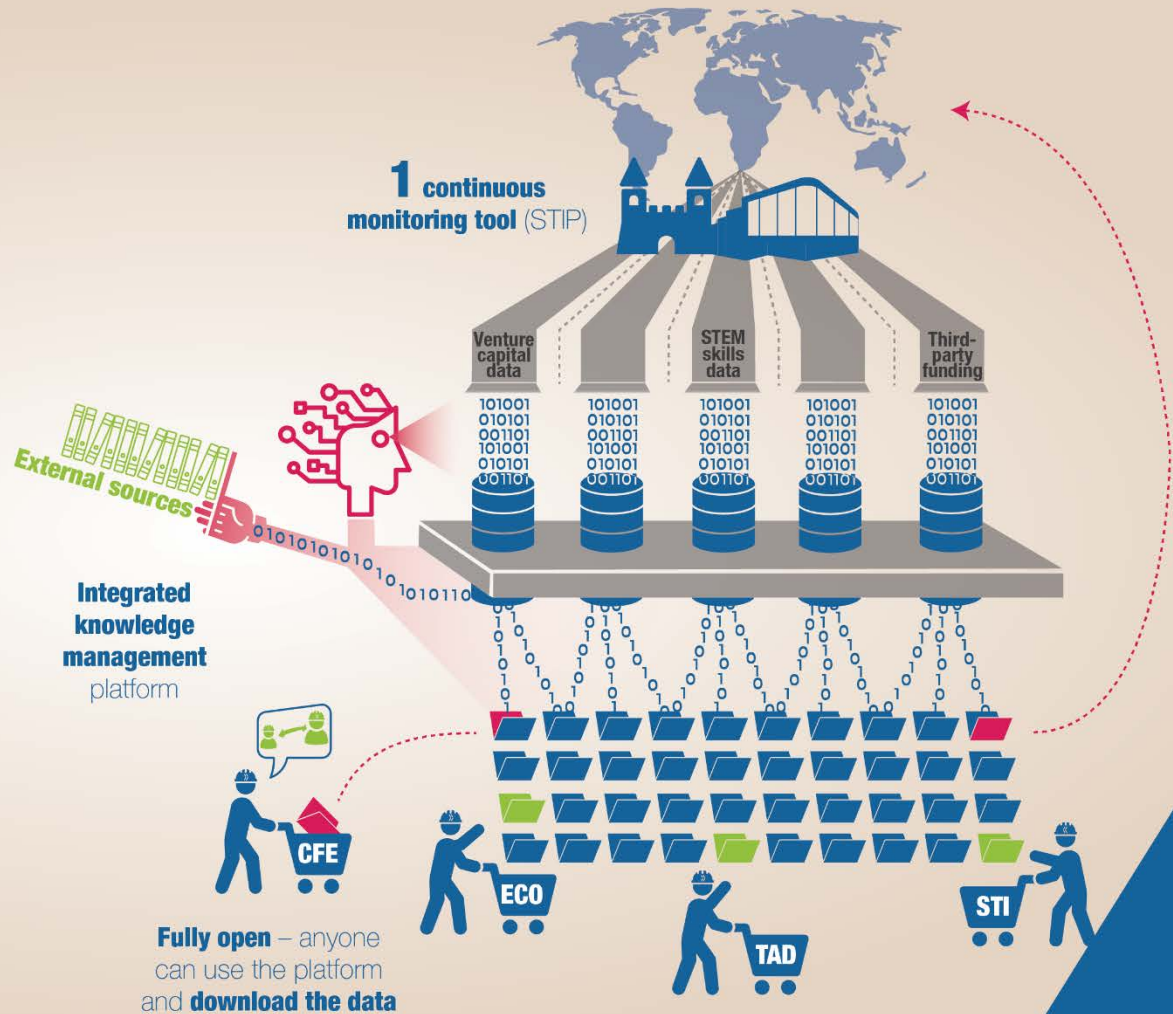 1 continuous
monitoring tool (STIP)
Venture
capital
data
STEM
skills
data
Third-
party
funding
101001
010101
001101
101001
010101
001101
101001
010101
001101
101001
010101
001101
101001
010101
001101
101001
010101
001101
101001
010101
001101
101001
010101
001101
101001
010101
001101
101001
010101
001101
External sources
Integrated
knowledge
management
platform
CFE
ECO
TAD
STI
Fully open – anyone
can use the platform
and download the data